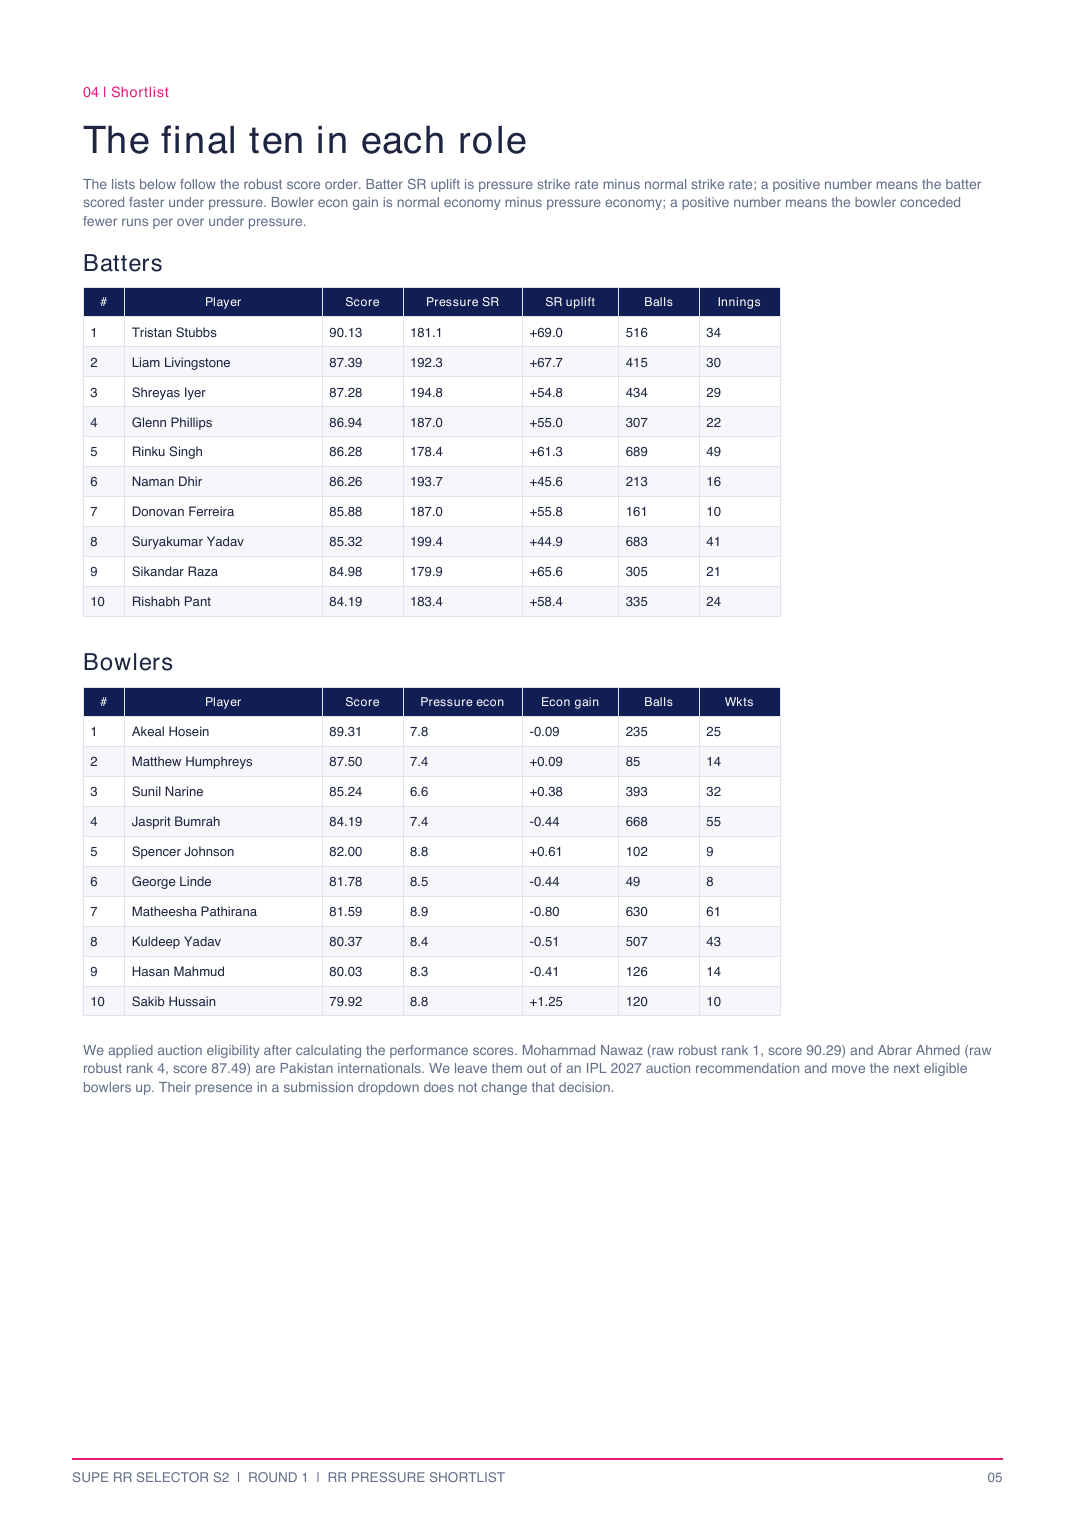 04 | Shortlist
The final ten in each role
The lists below follow the robust score order. Batter SR uplift is pressure strike rate minus normal strike rate; a positive number means the batter
scored faster under pressure. Bowler econ gain is normal economy minus pressure economy; a positive number means the bowler conceded
fewer runs per over under pressure.
Batters
# Player Score Pressure SR SR uplift Balls Innings
1 Tristan Stubbs 90.13 181.1 +69.0 516 34
2 Liam Livingstone 87.39 192.3 +67.7 415 30
3 Shreyas Iyer 87.28 194.8 +54.8 434 29
4 Glenn Phillips 86.94 187.0 +55.0 307 22
5 Rinku Singh 86.28 178.4 +61.3 689 49
6 Naman Dhir 86.26 193.7 +45.6 213 16
7 Donovan Ferreira 85.88 187.0 +55.8 161 10
8 Suryakumar Yadav 85.32 199.4 +44.9 683 41
9 Sikandar Raza 84.98 179.9 +65.6 305 21
10 Rishabh Pant 84.19 183.4 +58.4 335 24
Bowlers
# Player Score Pressure econ Econ gain Balls Wkts
1 Akeal Hosein 89.31 7.8 -0.09 235 25
2 Matthew Humphreys 87.50 7.4 +0.09 85 14
3 Sunil Narine 85.24 6.6 +0.38 393 32
4 Jasprit Bumrah 84.19 7.4 -0.44 668 55
5 Spencer Johnson 82.00 8.8 +0.61 102 9
6 George Linde 81.78 8.5 -0.44 49 8
7 Matheesha Pathirana 81.59 8.9 -0.80 630 61
8 Kuldeep Yadav 80.37 8.4 -0.51 507 43
9 Hasan Mahmud 80.03 8.3 -0.41 126 14
10 Sakib Hussain 79.92 8.8 +1.25 120 10
We applied auction eligibility after calculating the performance scores. Mohammad Nawaz (raw robust rank 1, score 90.29) and Abrar Ahmed (raw
robust rank 4, score 87.49) are Pakistan internationals. We leave them out of an IPL 2027 auction recommendation and move the next eligible
bowlers up. Their presence in a submission dropdown does not change that decision.
SUPE RR SELECTOR S2 | ROUND 1 | RR PRESSURE SHORTLIST 05